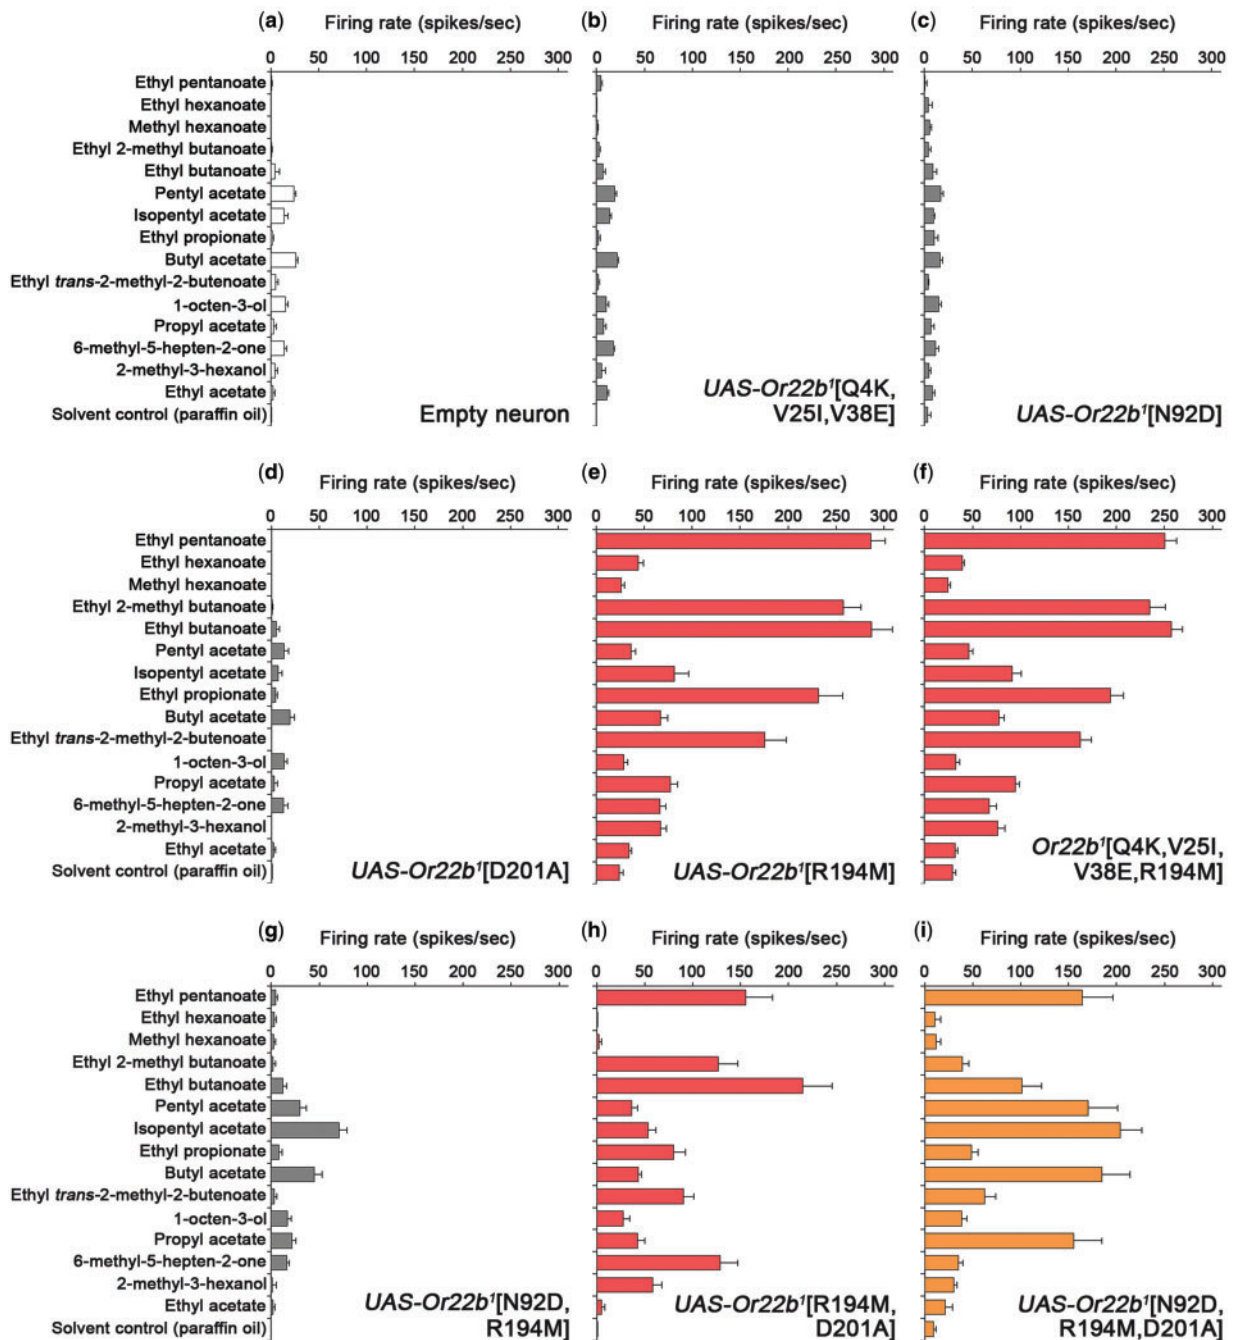 (a) Firing rate (spikes/sec)
0 50 100 150 200 250 300
(b) Firing rate (spikes/sec)
0 50 100 150 200 250 300
(c) Firing rate (spikes/sec)
0 50 100 150 200 250 300
Ethyl pentanoate
Ethyl hexanoate
Methyl hexanoate
Ethyl 2-methyl butanoate
Ethyl butanoate
Pentyl acetate
Isopentyl acetate
Ethyl propionate
Butyl acetate
Ethyl trans-2-methyl-2-butenoate
1-octen-3-ol
Propyl acetate
6-methyl-5-hepten-2-one
2-methyl-3-hexanol
Ethyl acetate
Solvent control (paraffin oil)
Empty neuron
UAS-Or22b¹[Q4K,
V25I,V38E]
UAS-Or22b¹[N92D]
(d) Firing rate (spikes/sec)
0 50 100 150 200 250 300
(e) Firing rate (spikes/sec)
0 50 100 150 200 250 300
(f) Firing rate (spikes/sec)
0 50 100 150 200 250 300
Ethyl pentanoate
Ethyl hexanoate
Methyl hexanoate
Ethyl 2-methyl butanoate
Ethyl butanoate
Pentyl acetate
Isopentyl acetate
Ethyl propionate
Butyl acetate
Ethyl trans-2-methyl-2-butenoate
1-octen-3-ol
Propyl acetate
6-methyl-5-hepten-2-one
2-methyl-3-hexanol
Ethyl acetate
Solvent control (paraffin oil)
UAS-Or22b¹[D201A]
UAS-Or22b¹[R194M]
Or22b¹[Q4K,V25I,
V38E,R194M]
(g) Firing rate (spikes/sec)
0 50 100 150 200 250 300
(h) Firing rate (spikes/sec)
0 50 100 150 200 250 300
(i) Firing rate (spikes/sec)
0 50 100 150 200 250 300
Ethyl pentanoate
Ethyl hexanoate
Methyl hexanoate
Ethyl 2-methyl butanoate
Ethyl butanoate
Pentyl acetate
Isopentyl acetate
Ethyl propionate
Butyl acetate
Ethyl trans-2-methyl-2-butenoate
1-octen-3-ol
Propyl acetate
6-methyl-5-hepten-2-one
2-methyl-3-hexanol
Ethyl acetate
Solvent control (paraffin oil)
UAS-Or22b¹[N92D,
R194M]
UAS-Or22b¹[R194M,
D201A]
UAS-Or22b¹[N92D,
R194M,D201A]